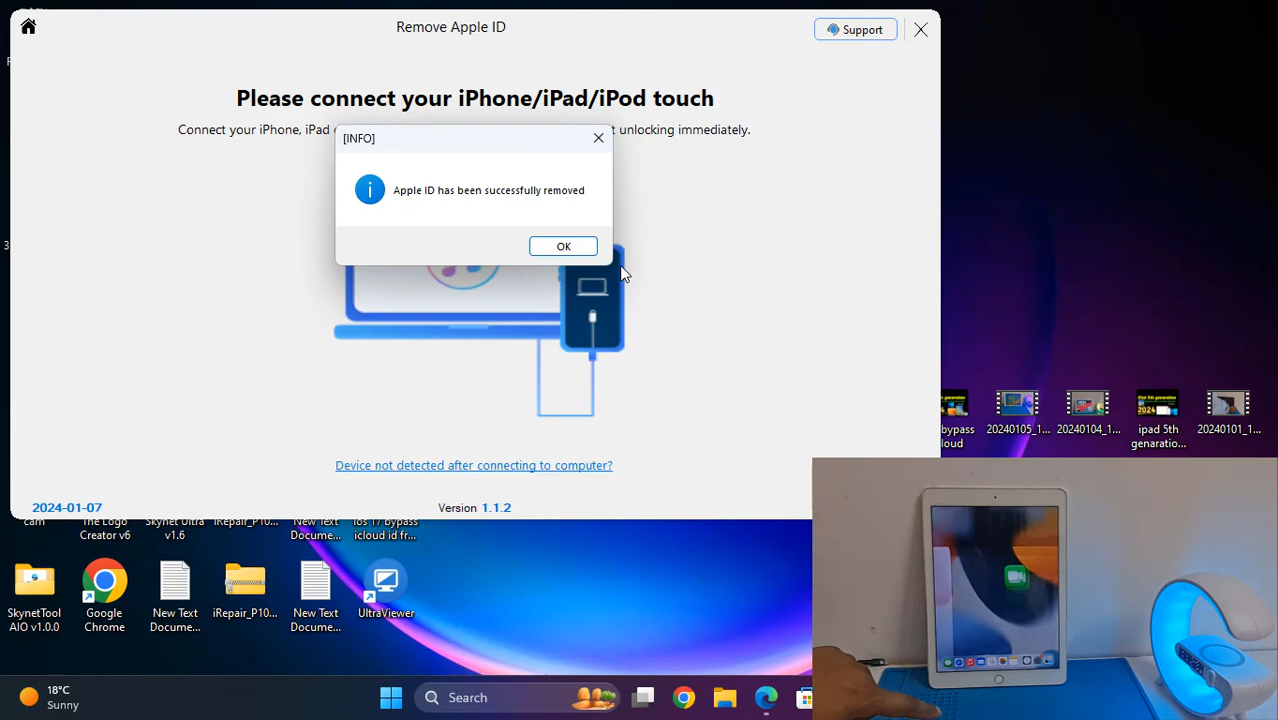 Remove Apple ID
Support
Please connect your iPhone/iPad/iPod touch
Connect your iPhone, iPad
t unlocking immediately.
[INFO]
Apple ID has been successfully removed
OK
Device not detected after connecting to computer?
2024-01-07
Version 1.1.2
bypass
cloud
20240105_1...
20240104_1...
ipad 5th
genaratio...
20240101_1...
cam
The Logo
Creator v6
Skynet Ultra
v1.6
iRepair_P10...
New Text
Docume...
ios 17 bypass
icloud id fr...
SkynetTool
AIO v1.0.0
Google
Chrome
New Text
Docume...
iRepair_P10...
New Text
Docume...
UltraViewer
18°C
Sunny
Search